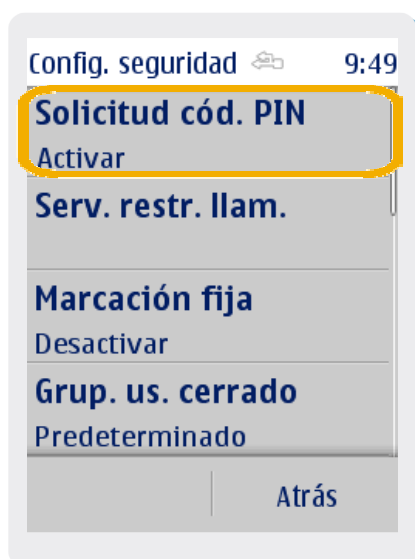 Config. seguridad 9:49
Solicitud cód. PIN
Activar
Serv. restr. llam.
Marcación fija
Desactivar
Grup. us. cerrado
Predeterminado
Atrás